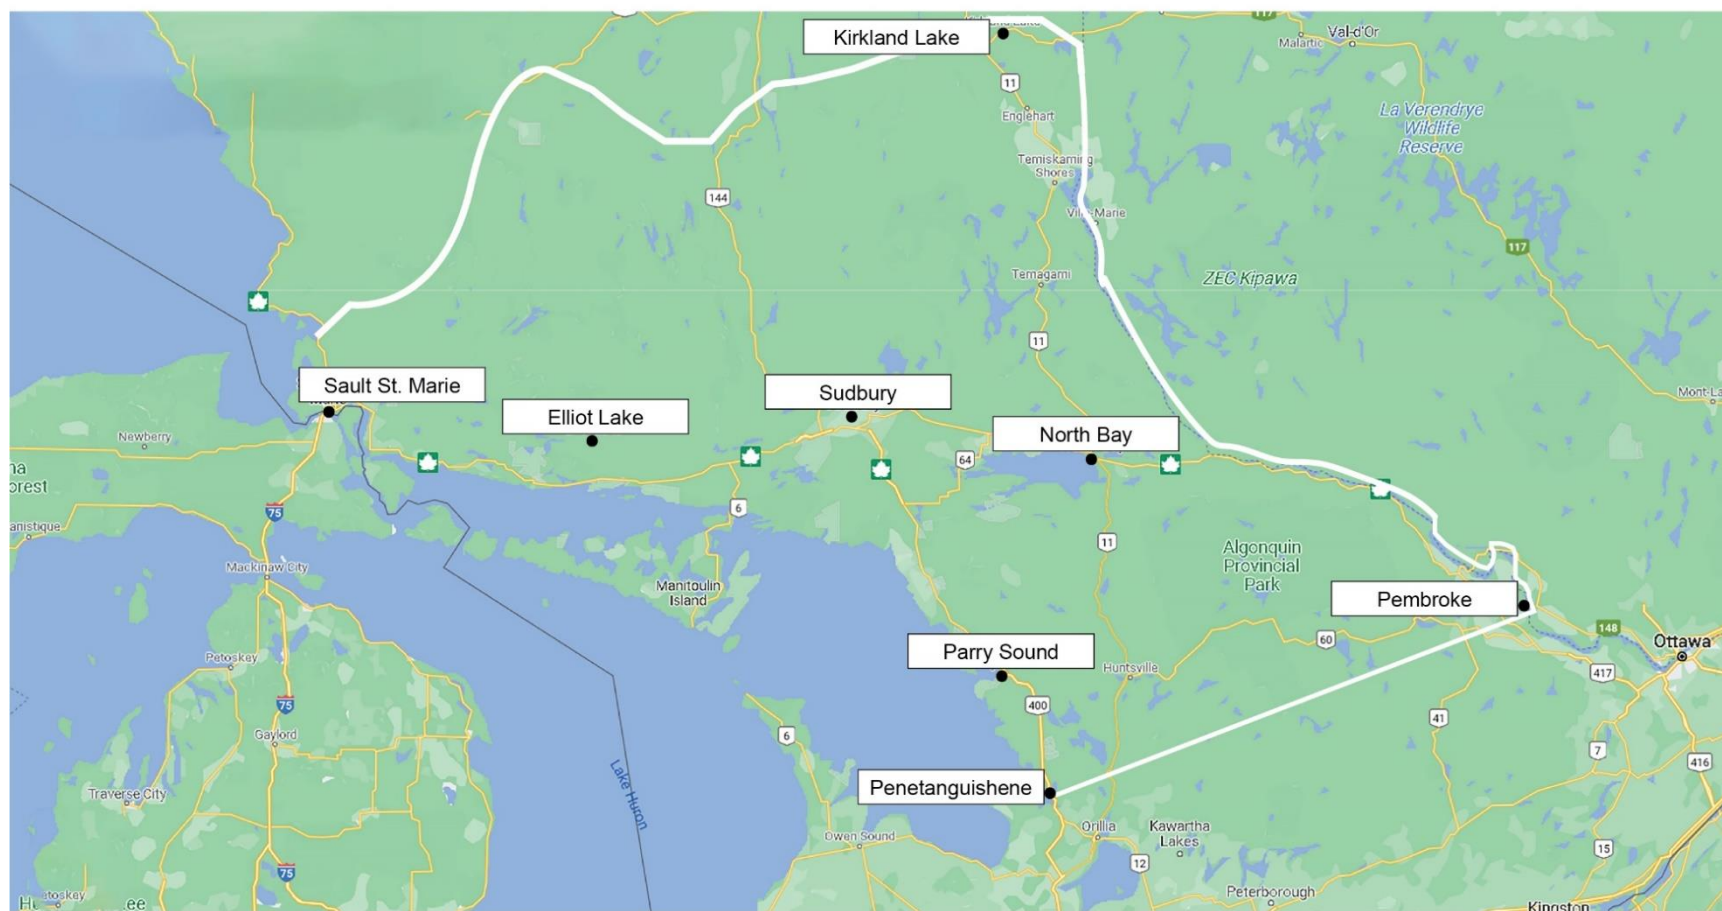 117
Kirkland Lake
Malartic
Val-d'Or
11
Englehart
La Verendrye
Wildlife
Reserve
Temiskaming
Shores
144
Ville-Marie
117
Temagami
ZEC Kipawa
11
Sault St. Marie
Sudbury
Elliot Lake
North Bay
Newberry
64
75
6
Mackinaw City
11
Algonquin
Provincial
Park
Manitoulin
Island
Pembroke
60
148
Ottawa
Petoskey
Parry Sound
Huntsville
417
75
400
41
Gaylord
6
7
416
Lake Huron
Traverse City
Penetanguishene
Owen Sound
Orillia
Kawartha
Lakes
15
12
75
Peterborough
Kingston